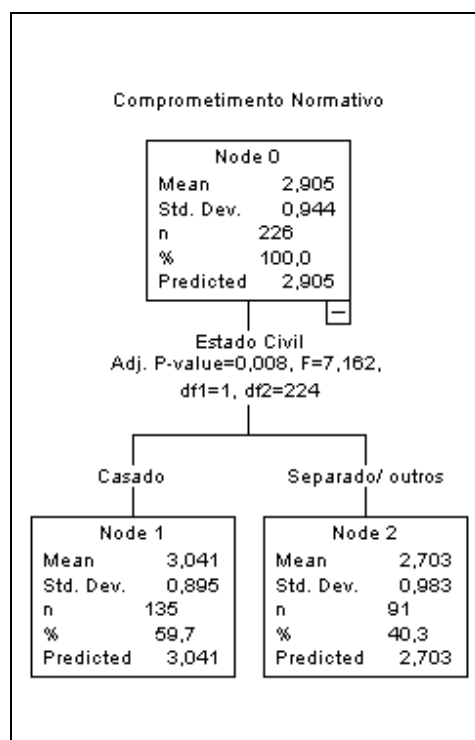 Comprometimento Normativo
Node 0
Mean 2,905
Std. Dev. 0,944
n 226
% 100,0
Predicted 2,905
Estado Civil
Adj. P-value=0,008, F=7,162,
df1=1, df2=224
Casado
Node 1
Mean 3,041
Std. Dev. 0,895
n 135
% 59,7
Predicted 3,041
Separado/ outros
Node 2
Mean 2,703
Std. Dev. 0,983
n 91
% 40,3
Predicted 2,703